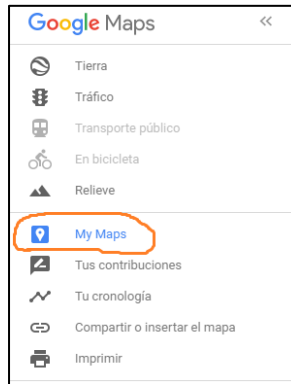 Google Maps
Tierra
Tráfico
Transporte público
En bicicleta
Relieve
My Maps
Tus contribuciones
Tu cronología
Compartir o insertar el mapa
Imprimir